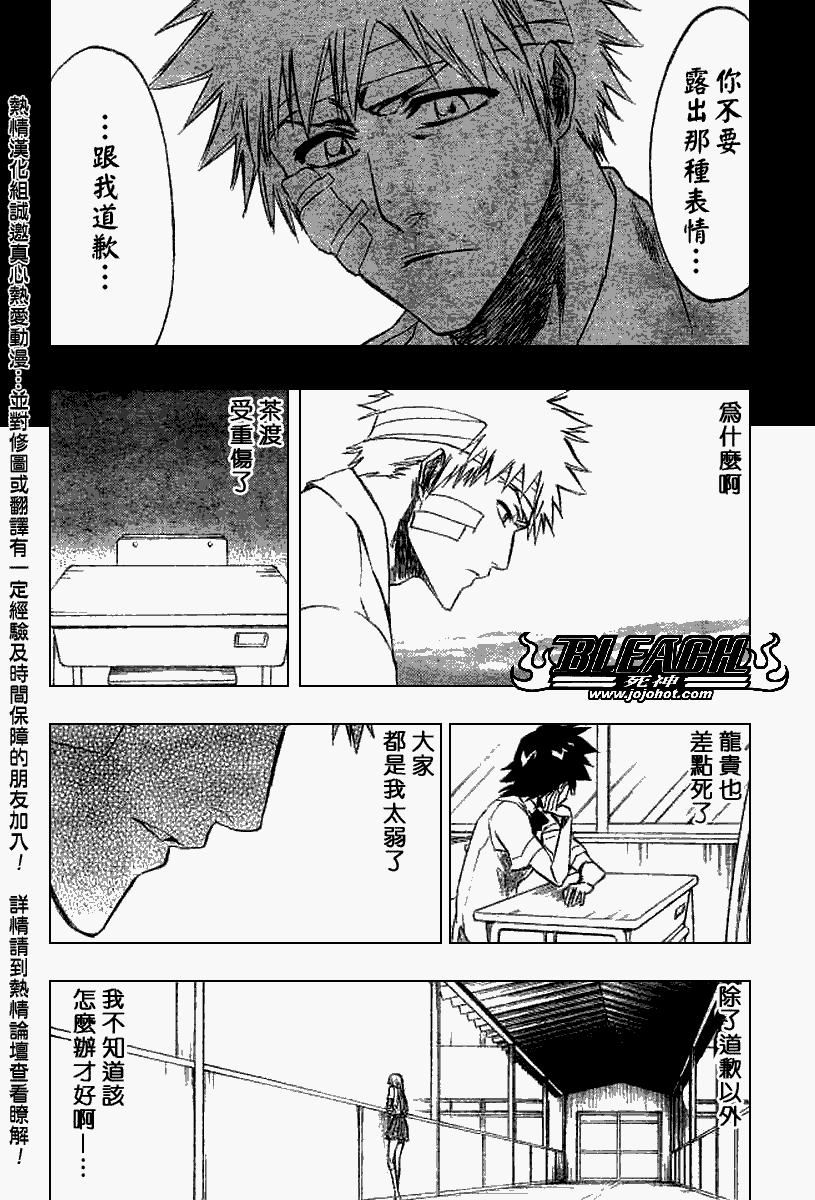 你不要
露出那種表情…
…跟我道歉…
為什麼啊
茶渡
受重傷了
BLEACH
死神
www.jojohot.com
龍貴也
差點死了
大家
都是我太弱了
除了道歉以外
我不知道該
怎麼辦才好啊—…
熱情漢化組誠邀真心熱愛動漫…並對修圖或翻譯有一定經驗及時間保障的朋友加入！ 詳情請到熱情論壇查看瞭解！